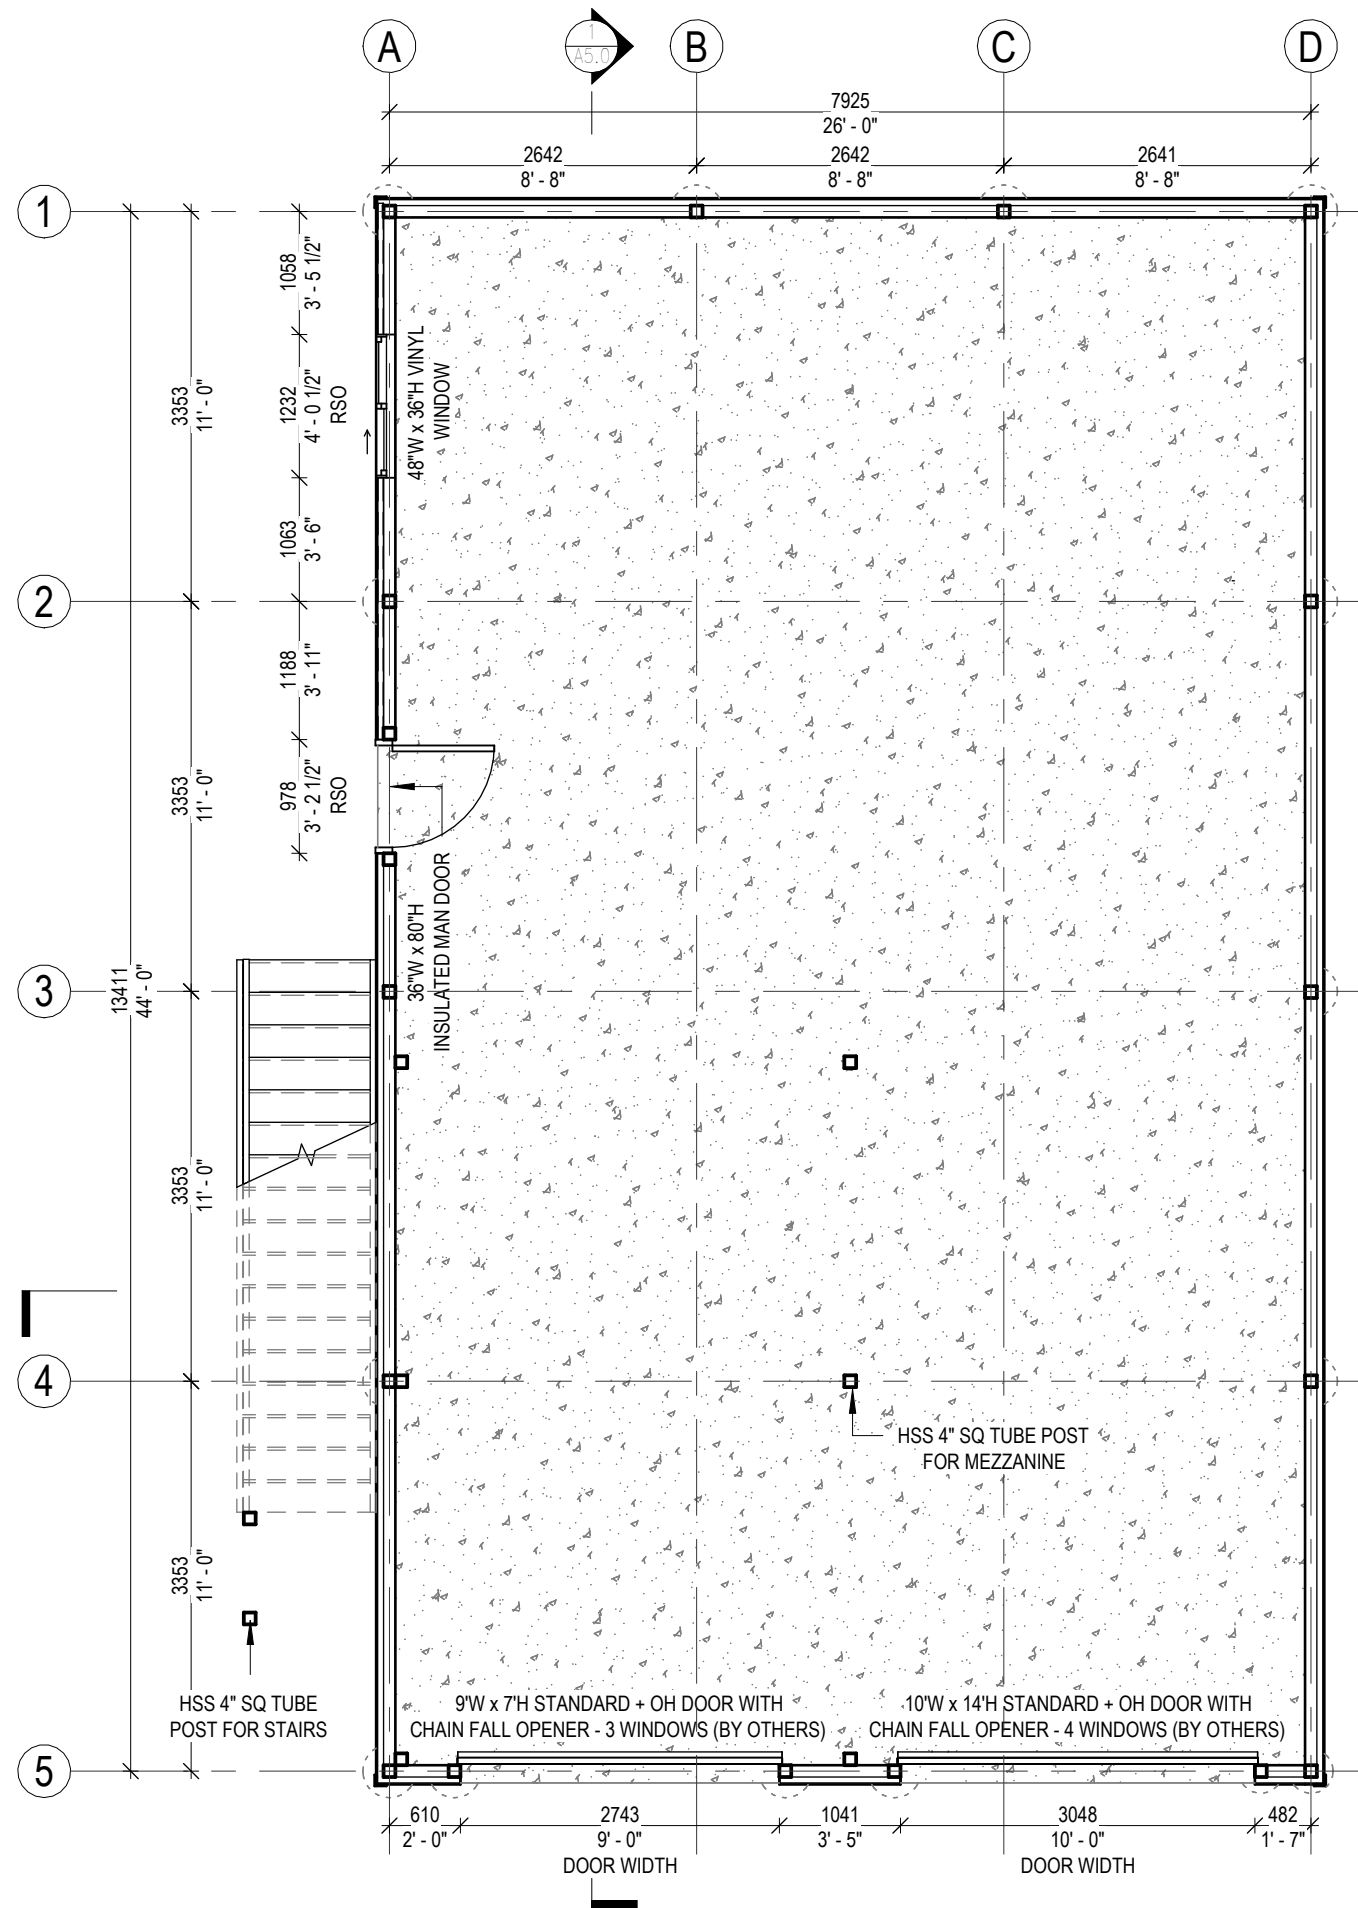 A
1
A5.0
B
C
D
7925
26' - 0"
2642
8' - 8"
2642
8' - 8"
2641
8' - 8"
1
2
3
4
5
13411
44' - 0"
3353
11' - 0"
3353
11' - 0"
3353
11' - 0"
3353
11' - 0"
1058
3' - 5 1/2"
1232
4' - 0 1/2"
RSO
1063
3' - 6"
1188
3' - 11"
978
3' - 2 1/2"
RSO
48"W x 36"H VINYL
WINDOW
36"W x 80"H
INSULATED MAN DOOR
HSS 4" SQ TUBE POST
FOR MEZZANINE
HSS 4" SQ TUBE
POST FOR STAIRS
9'W x 7'H STANDARD + OH DOOR WITH
CHAIN FALL OPENER - 3 WINDOWS (BY OTHERS)
10'W x 14'H STANDARD + OH DOOR WITH
CHAIN FALL OPENER - 4 WINDOWS (BY OTHERS)
610
2' - 0"
2743
9' - 0"
DOOR WIDTH
1041
3' - 5"
3048
10' - 0"
DOOR WIDTH
482
1' - 7"